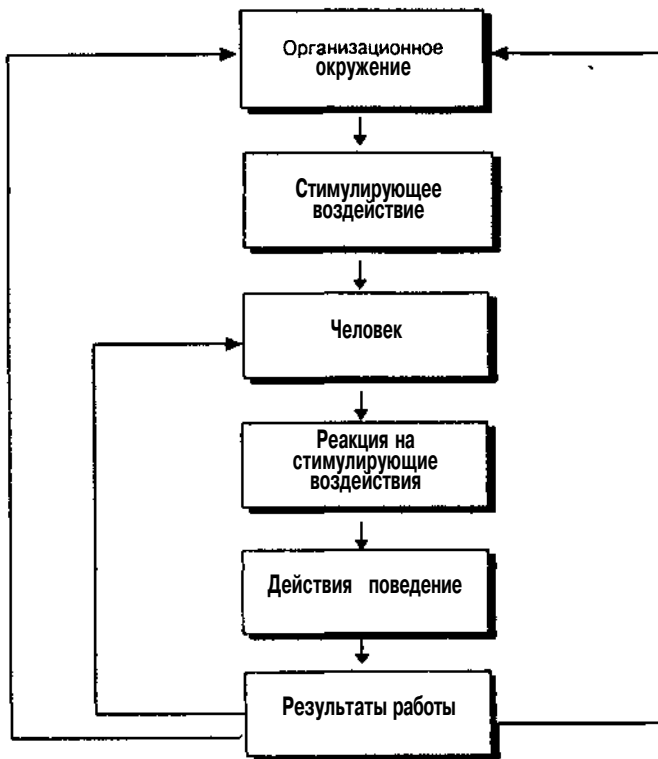 Организационное
окружение
Стимулирующее
воздействие
Человек
Реакция на
стимулирующие
воздействия
Действия поведение
Результаты работы